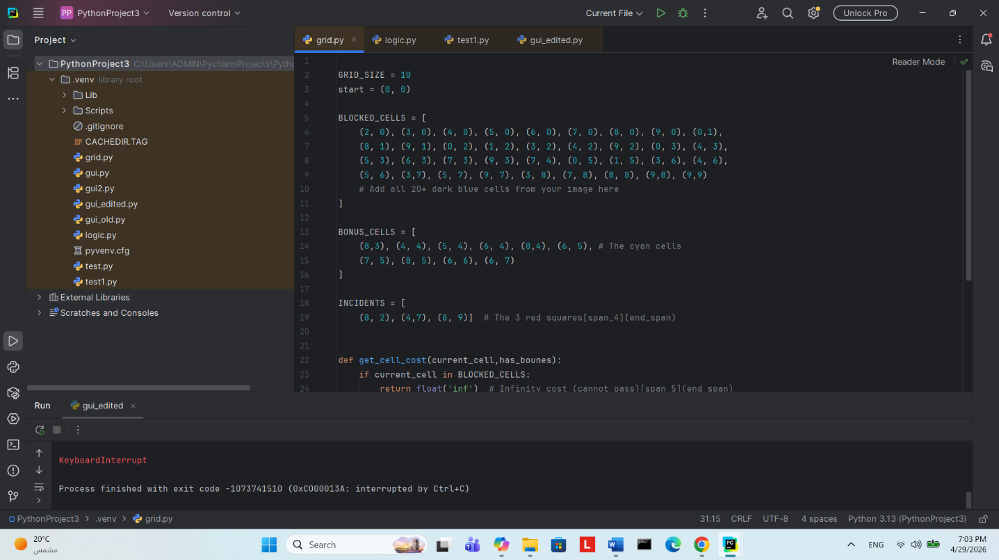 PP PythonProject3 Version control Current File Unlock Pro
Project
PythonProject3 C:\Users\ADMIN\PycharmProjects\Pytho
.venv library root
Lib
Scripts
.gitignore
JSP CACHEDIR.TAG
grid.py
gui.py
gui2.py
gui_edited.py
gui_old.py
logic.py
pyvenv.cfg
test.py
test1.py
External Libraries
Scratches and Consoles
grid.py logic.py test1.py gui_edited.py
Reader Mode
1
2 GRID_SIZE = 10
3 start = (0, 0)
4
5 BLOCKED_CELLS = [
6 (2, 0), (3, 0), (4, 0), (5, 0), (6, 0), (7, 0), (8, 0), (9, 0), (0,1),
7 (8, 1), (9, 1), (0, 2), (1, 2), (3, 2), (4, 2), (9, 2), (0, 3), (4, 3),
8 (5, 3), (6, 3), (7, 3), (9, 3), (7, 4), (0, 5), (1, 5), (3, 6), (4, 6),
9 (5, 6), (3,7), (5, 7), (9, 7), (3, 8), (7, 8), (8, 8), (9,8), (9,9)
10 # Add all 20+ dark blue cells from your image here
11 ]
12
13 BONUS_CELLS = [
14 (8,3), (4, 4), (5, 4), (6, 4), (8,4), (6, 5), # The cyan cells
15 (7, 5), (8, 5), (6, 6), (6, 7)
16 ]
17
18 INCIDENTS = [
19 (8, 2), (4,7), (8, 9)] # The 3 red squares[span_4](end_span)
20
21
22 def get_cell_cost(current_cell,has_bounes):
23 if current_cell in BLOCKED_CELLS:
24 return float('inf') # Infinity cost (cannot pass)[span_5](end_span)
Run gui_edited
KeyboardInterrupt
Process finished with exit code -1073741510 (0xC000013A: interrupted by Ctrl+C)
PythonProject3 > .venv > grid.py 31:15 CRLF UTF-8 4 spaces Python 3.13 (PythonProject3)
20°C
مشمس
Search
L
ENG
7:03 PM
4/29/2026